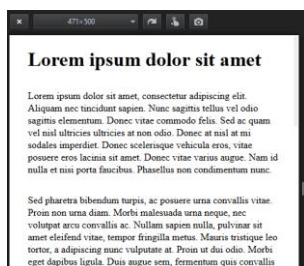 471×500
Lorem ipsum dolor sit amet
Lorem ipsum dolor sit amet, consectetur adipiscing elit.
Aliquam nec tincidunt sapien. Nunc sagittis tellus vel odio
sagittis elementum. Donec vitae commodo felis. Sed ac quam
vel nisl ultricies ultricies at non odio. Donec at nisl at mi
sodales imperdiet. Donec scelerisque vehicula eros, vitae
posuere eros lacinia sit amet. Donec vitae varius augue. Nam id
nulla et nisi porta faucibus. Phasellus non condimentum nunc.
Sed pharetra bibendum turpis, ac posuere urna convallis vitae.
Proin non urna diam. Morbi malesuada urna neque, nec
volutpat arcu convallis ac. Nullam sapien nulla, pulvinar sit
amet eleifend vitae, tempor fringilla metus. Mauris tristique leo
tortor, a adipiscing nunc vulputate at. Proin ut dui odio. Morbi
eget dapibus ligula. Duis augue sem, fermentum quis convallis